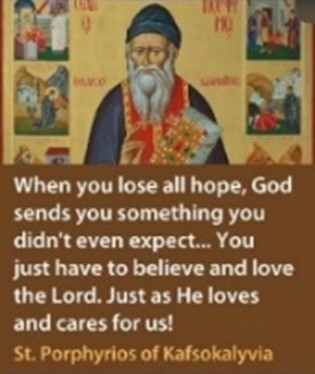 When you lose all hope, God
sends you something you
didn't even expect... You
just have to believe and love
the Lord. Just as He loves
and cares for us!
St. Porphyrios of Kafsokalyvia